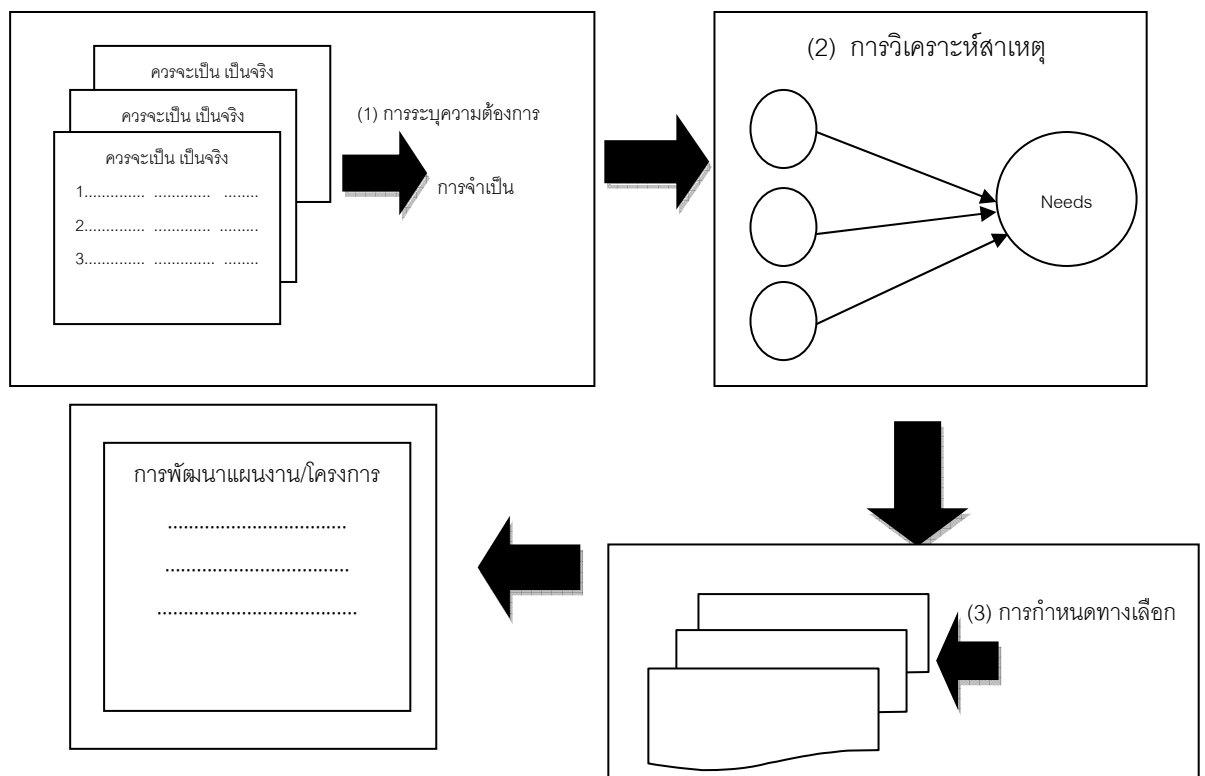 ควรจะเป็น เป็นจริง
ควรจะเป็น เป็นจริง
ควรจะเป็น เป็นจริง
1.............. ............. ........
2.............. ............. .........
3.............. .............. ........
(1) การระบุความต้องการ
การจำเป็น
(2) การวิเคราะห์สาเหตุ
Needs
(3) การกำหนดทางเลือก
การพัฒนาแผนงาน/โครงการ
..................................
...................................
......................................